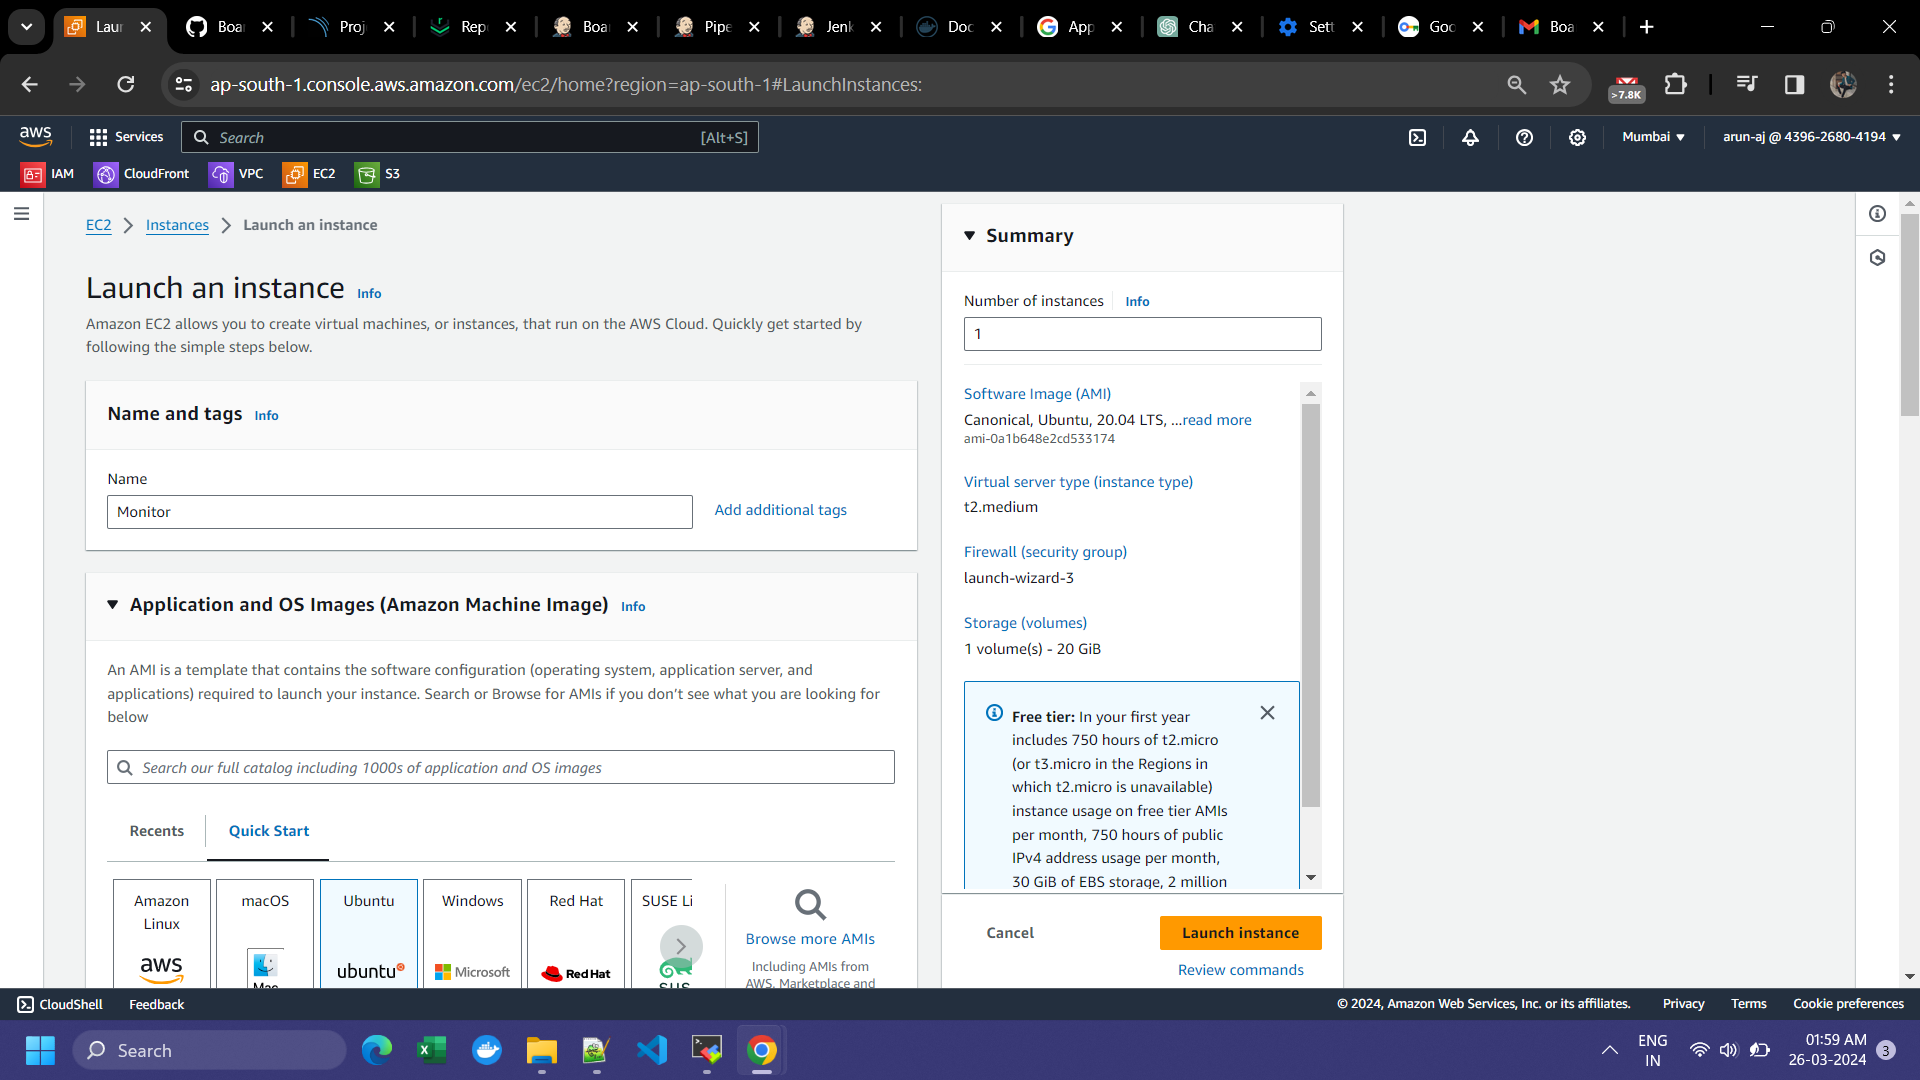 Laun
Boar
Proj
Repo
Boar
Pipe
Jenk
Doc
App
Cha
Sett
Goo
Boa
ap-south-1.console.aws.amazon.com/ec2/home?region=ap-south-1#LaunchInstances:
>7.8K
aws
Services
Search
[Alt+S]
Mumbai
arun-aj @ 4396-2680-4194
IAM
CloudFront
VPC
EC2
S3
EC2
Instances
Launch an instance
Launch an instance Info
Amazon EC2 allows you to create virtual machines, or instances, that run on the AWS Cloud. Quickly get started by
following the simple steps below.
Name and tags Info
Name
Monitor
Add additional tags
Application and OS Images (Amazon Machine Image) Info
An AMI is a template that contains the software configuration (operating system, application server, and
applications) required to launch your instance. Search or Browse for AMIs if you don’t see what you are looking for
below
Search our full catalog including 1000s of application and OS images
Recents
Quick Start
Amazon
Linux
aws
macOS
Mac
Ubuntu
ubuntu
Windows
Microsoft
Red Hat
Red Hat
SUSE Li
SUS
Browse more AMIs
Including AMIs from
AWS, Marketplace and
Summary
Number of instances Info
1
Software Image (AMI)
Canonical, Ubuntu, 20.04 LTS, ...read more
ami-0a1b648e2cd533174
Virtual server type (instance type)
t2.medium
Firewall (security group)
launch-wizard-3
Storage (volumes)
1 volume(s) - 20 GiB
Free tier: In your first year
includes 750 hours of t2.micro
(or t3.micro in the Regions in
which t2.micro is unavailable)
instance usage on free tier AMIs
per month, 750 hours of public
IPv4 address usage per month,
30 GiB of EBS storage, 2 million
Cancel
Launch instance
Review commands
CloudShell
Feedback
© 2024, Amazon Web Services, Inc. or its affiliates.
Privacy
Terms
Cookie preferences
Search
ENG
IN
01:59 AM
26-03-2024
3